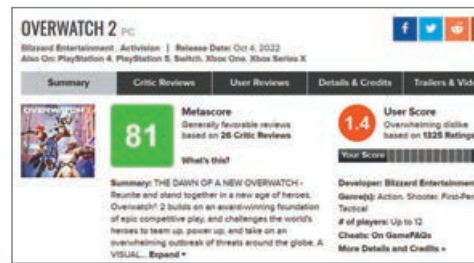 OVERWATCH 2 PC
Blizzard Entertainment, Activision | Release Date: Oct 4, 2022
Also On: PlayStation 4, PlayStation 5, Switch, Xbox One, Xbox Series X
Summary
Critic Reviews
User Reviews
Details & Credits
Trailers & Vide
OVERWATCH 2
81
Metascore
Generally favorable reviews
based on 26 Critic Reviews
What's this?
Summary: THE DAWN OF A NEW OVERWATCH -
Reunite and stand together in a new age of heroes.
Overwatch® 2 builds on an award-winning foundation
of epic competitive play, and challenges the world's
heroes to team up, power up, and take on an
overwhelming outbreak of threats around the globe. A
VISUAL... Expand
1.4
User Score
Overwhelming dislike
based on 1325 Ratings
Your Score
Developer: Blizzard Entertainmen
Genre(s): Action, Shooter, First-Per
Tactical
# of players: Up to 12
Cheats: On GameFAQs
More Details and Credits »